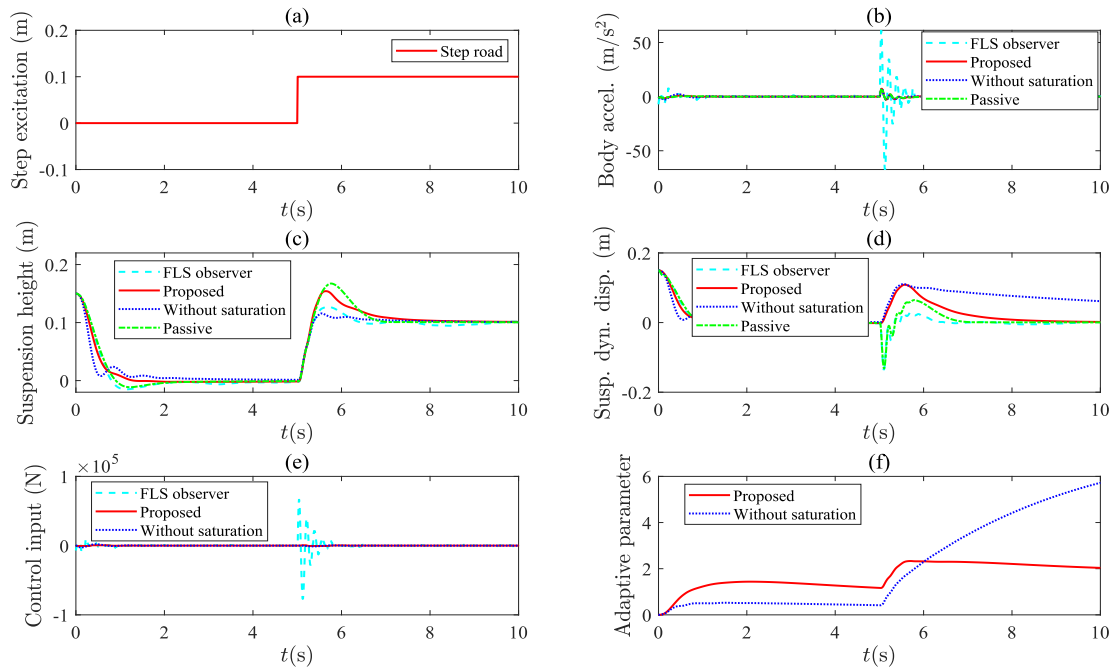 (a)
Step excitation (m)
0.2
0.1
0
-0.1
Step road
0 2 4 6 8 10
t(s)
(b)
Body accel. (m/s²)
50
0
-50
FLS observer
Proposed
Without saturation
Passive
0 2 4 6 8 10
t(s)
(c)
Suspension height (m)
0.2
0.1
0
FLS observer
Proposed
Without saturation
Passive
0 2 4 6 8 10
t(s)
(d)
Susp. dyn. disp. (m)
0.2
0
-0.2
FLS observer
Proposed
Without saturation
Passive
0 2 4 6 8 10
t(s)
(e)
Control input (N)
×10⁵
1
0
-1
FLS observer
Proposed
Without saturation
0 2 4 6 8 10
t(s)
(f)
Adaptive parameter
6
4
2
0
Proposed
Without saturation
0 2 4 6 8 10
t(s)